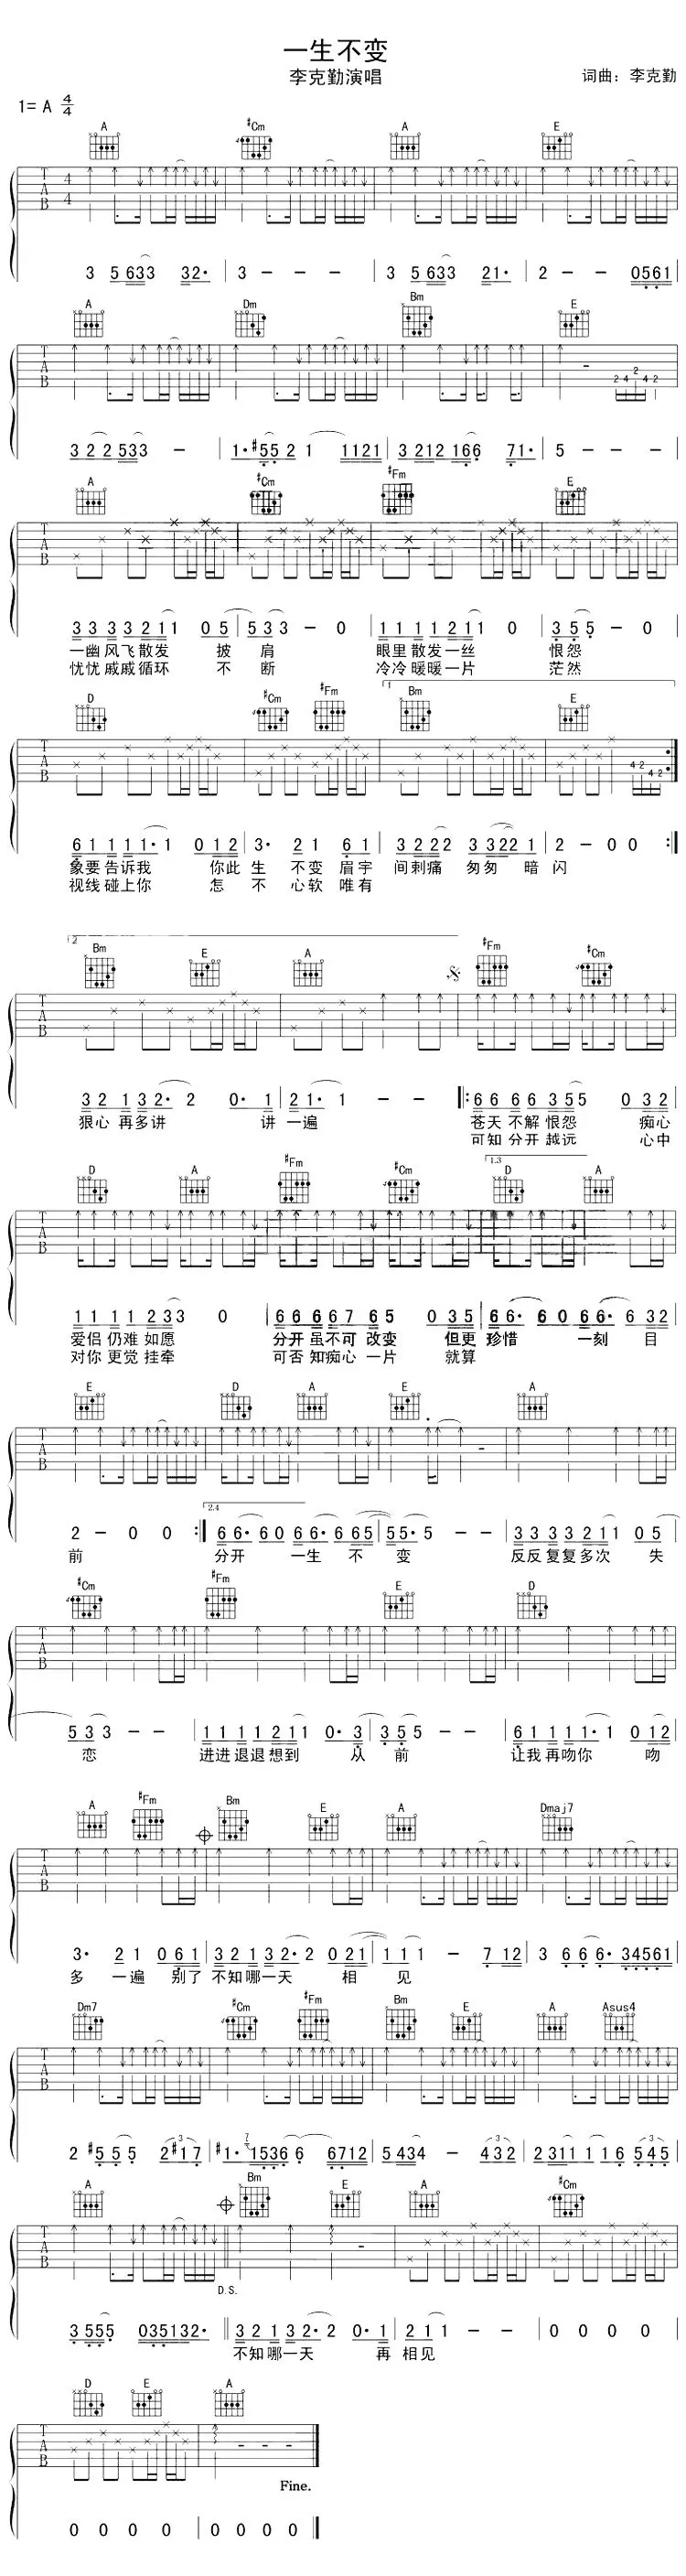 一生不变
李克勤演唱
词曲：李克勤
1= A 4/4
A #Cm A E
T A B 4/4
3 5 633 32· 3 - - - 3 5 633 21· 2 - - 0561
A Dm Bm E
T A B 2 4 2 4 2
3 2 2 533 - 1· #55 2 1 1121 3 212 166 71· 5 - - -
A #Cm #Fm E
T A B
3 3 3 3 2 1 1 0 5 5 3 3 - 0 1 1 1 1 2 1 1 0 3 5 5 - 0
一幽风飞散发 披 肩 眼里散发一丝 恨怨
忧忧戚戚循环 不 断 冷冷暖暖一片 茫然
D #Cm #Fm 1 Bm E
T A B 4 2 4 2
6 1 1 1 1· 1 0 1 2 3· 2 1 6 1 3 2 2 2 3 3 2 2 1 2 - 0 0
象要告诉我 你此 生 不变 眉宇 间刺痛 匆匆 暗 闪
视线碰上你 怎 不 心软 唯有
2 Bm E A #Fm #Cm
T A B
3 2 1 3 2· 2 0· 1 2 1· 1 - - 6 6 6 6 3 5 5 0 3 2
狠心 再多讲 讲 一遍 苍天 不解 恨怨 痴心
可知 分开 越远 心中
D A #Fm #Cm 1.3 D A
T A B
1 1 1 1 2 3 3 0 6 6 6 6 7 6 5 0 3 5 6 6· 6 0 6 6· 6 3 2
爱侣 仍难 如愿 分开 虽不可 改变 但更 珍惜 一刻 目
对你 更觉 挂牵 可否 知痴心 一片 就算
E D A E A
T A B
2 - 0 0 2.4 6 6· 6 0 6 6· 6 6 5 5 5· 5 - - 3 3 3 3 2 1 1 0 5
前 分开 一生 不 变 反反复复多次 失
#Cm #Fm E D
T A B
5 3 3 - - 1 1 1 1 2 1 1 0· 3 3 5 5 - - 6 1 1 1 1· 1 0 1 2
恋 进进退退想到 从 前 让我再吻你 吻
A #Fm Bm E A Dmaj7
T A B
3· 2 1 0 6 1 3 2 1 3 2· 2 0 2 1 1 1 1 - 7 12 3 6 6 6· 34561
多 一遍 别了 不知哪一天 相 见
Dm7 #Cm #Fm Bm E A Asus4
T A B
2 #5 5 5 2#17 #1· 7 1536 6 6712 5 434 - 432 2 311 1 16 545
A Bm E A #Cm
T A B
D.S.
3 555 035132· 3 2 1 3 2· 2 0· 1 2 1 1 - - 0 0 0 0
不知哪一天 再 相见
D E A
T A B
Fine.
0 0 0 0 0 0 0 0